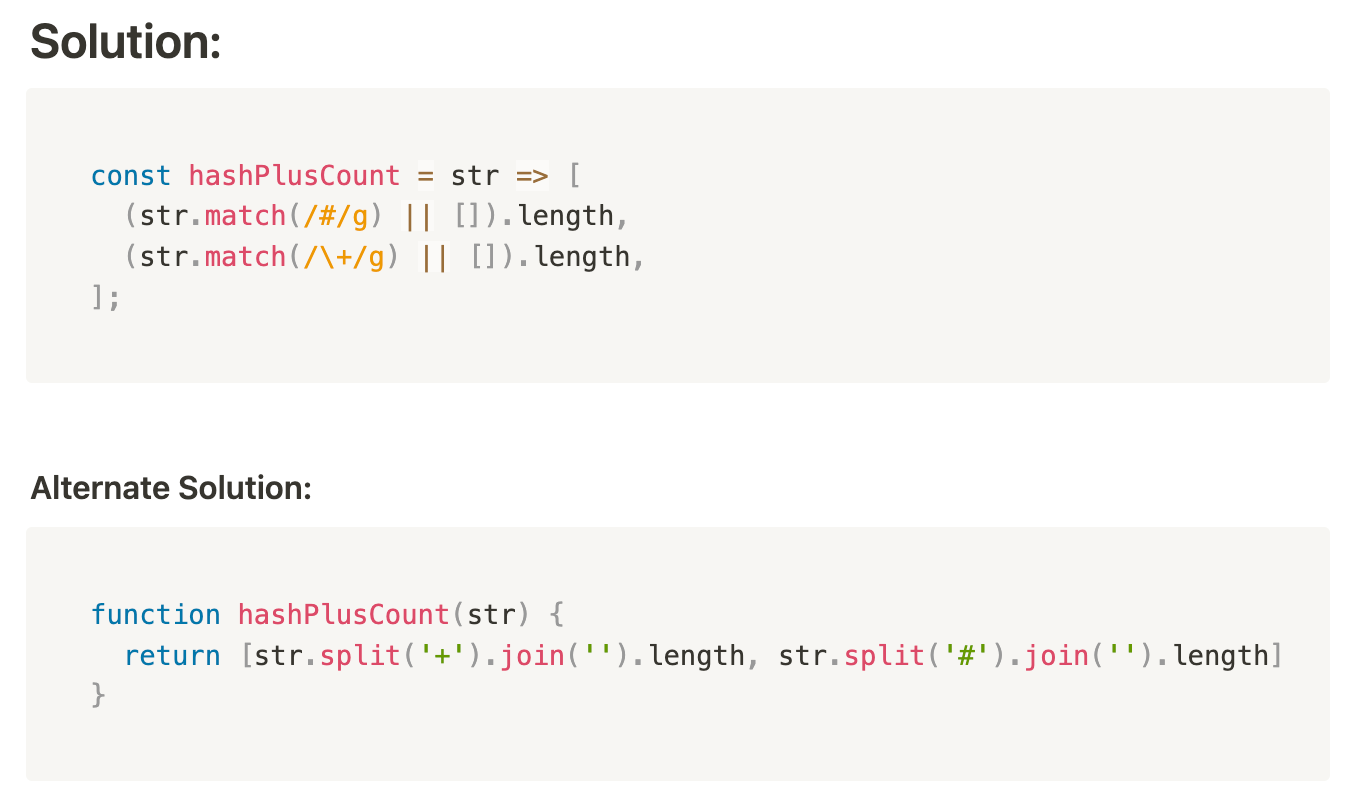 Solution:
const hashPlusCount = str => [
  (str.match(/#/g) || []).length,
  (str.match(/\+/g) || []).length,
];
Alternate Solution:
function hashPlusCount(str) {
  return [str.split('+').join('').length, str.split('#').join('').length]
}